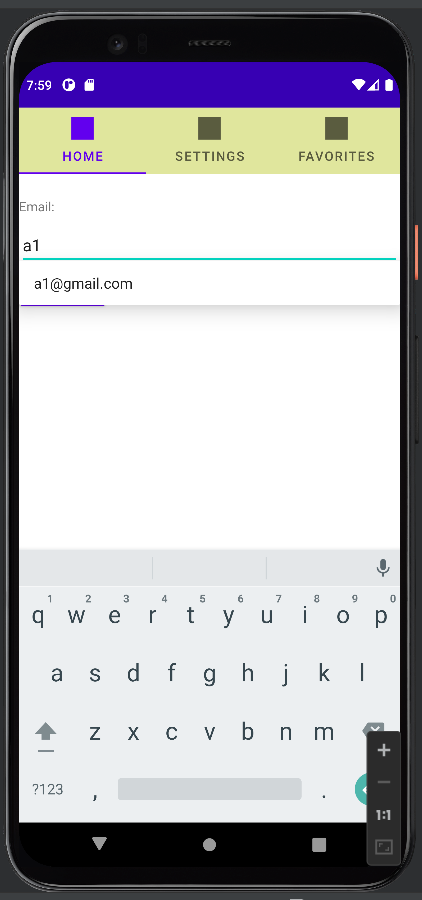 7:59
HOME SETTINGS FAVORITES
Email:
a1
a1@gmail.com
1 2 3 4 5 6 7 8 9 0
q w e r t y u i o p
a s d f g h j k l
z x c v b n m
?123 , .
1:1